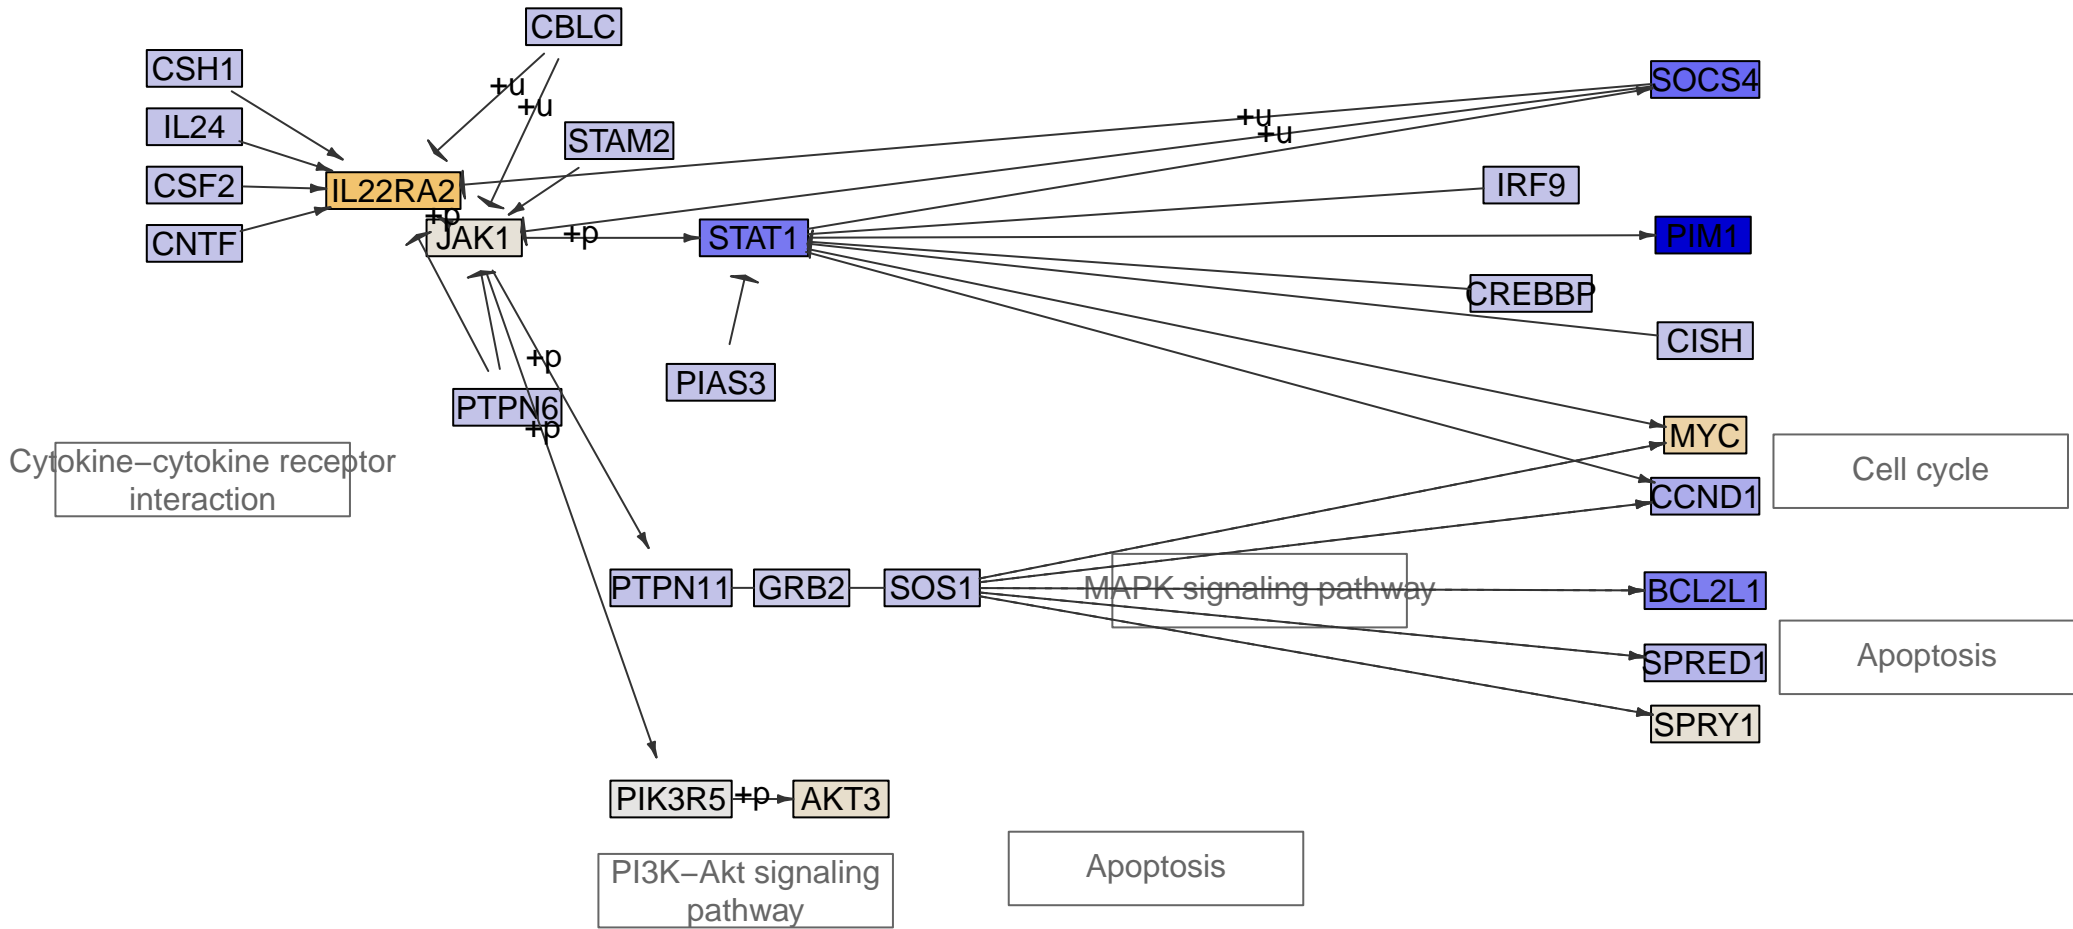 CBLC
CSH1
+u
SOCS4
+u
+u
IL24
STAM2
+u
CSF2
IL22RA2
IRF9
+p
CNTF
JAK1
+p
STAT1
PIM1
CREBBP
CISH
+p
PIAS3
PTPN6
+p
MYC
Cytokine−cytokine receptor
interaction
Cell cycle
CCND1
PTPN11
GRB2
SOS1
MAPK signaling pathway
BCL2L1
SPRED1
Apoptosis
SPRY1
PIK3R5
+p
AKT3
PI3K−Akt signaling
pathway
Apoptosis